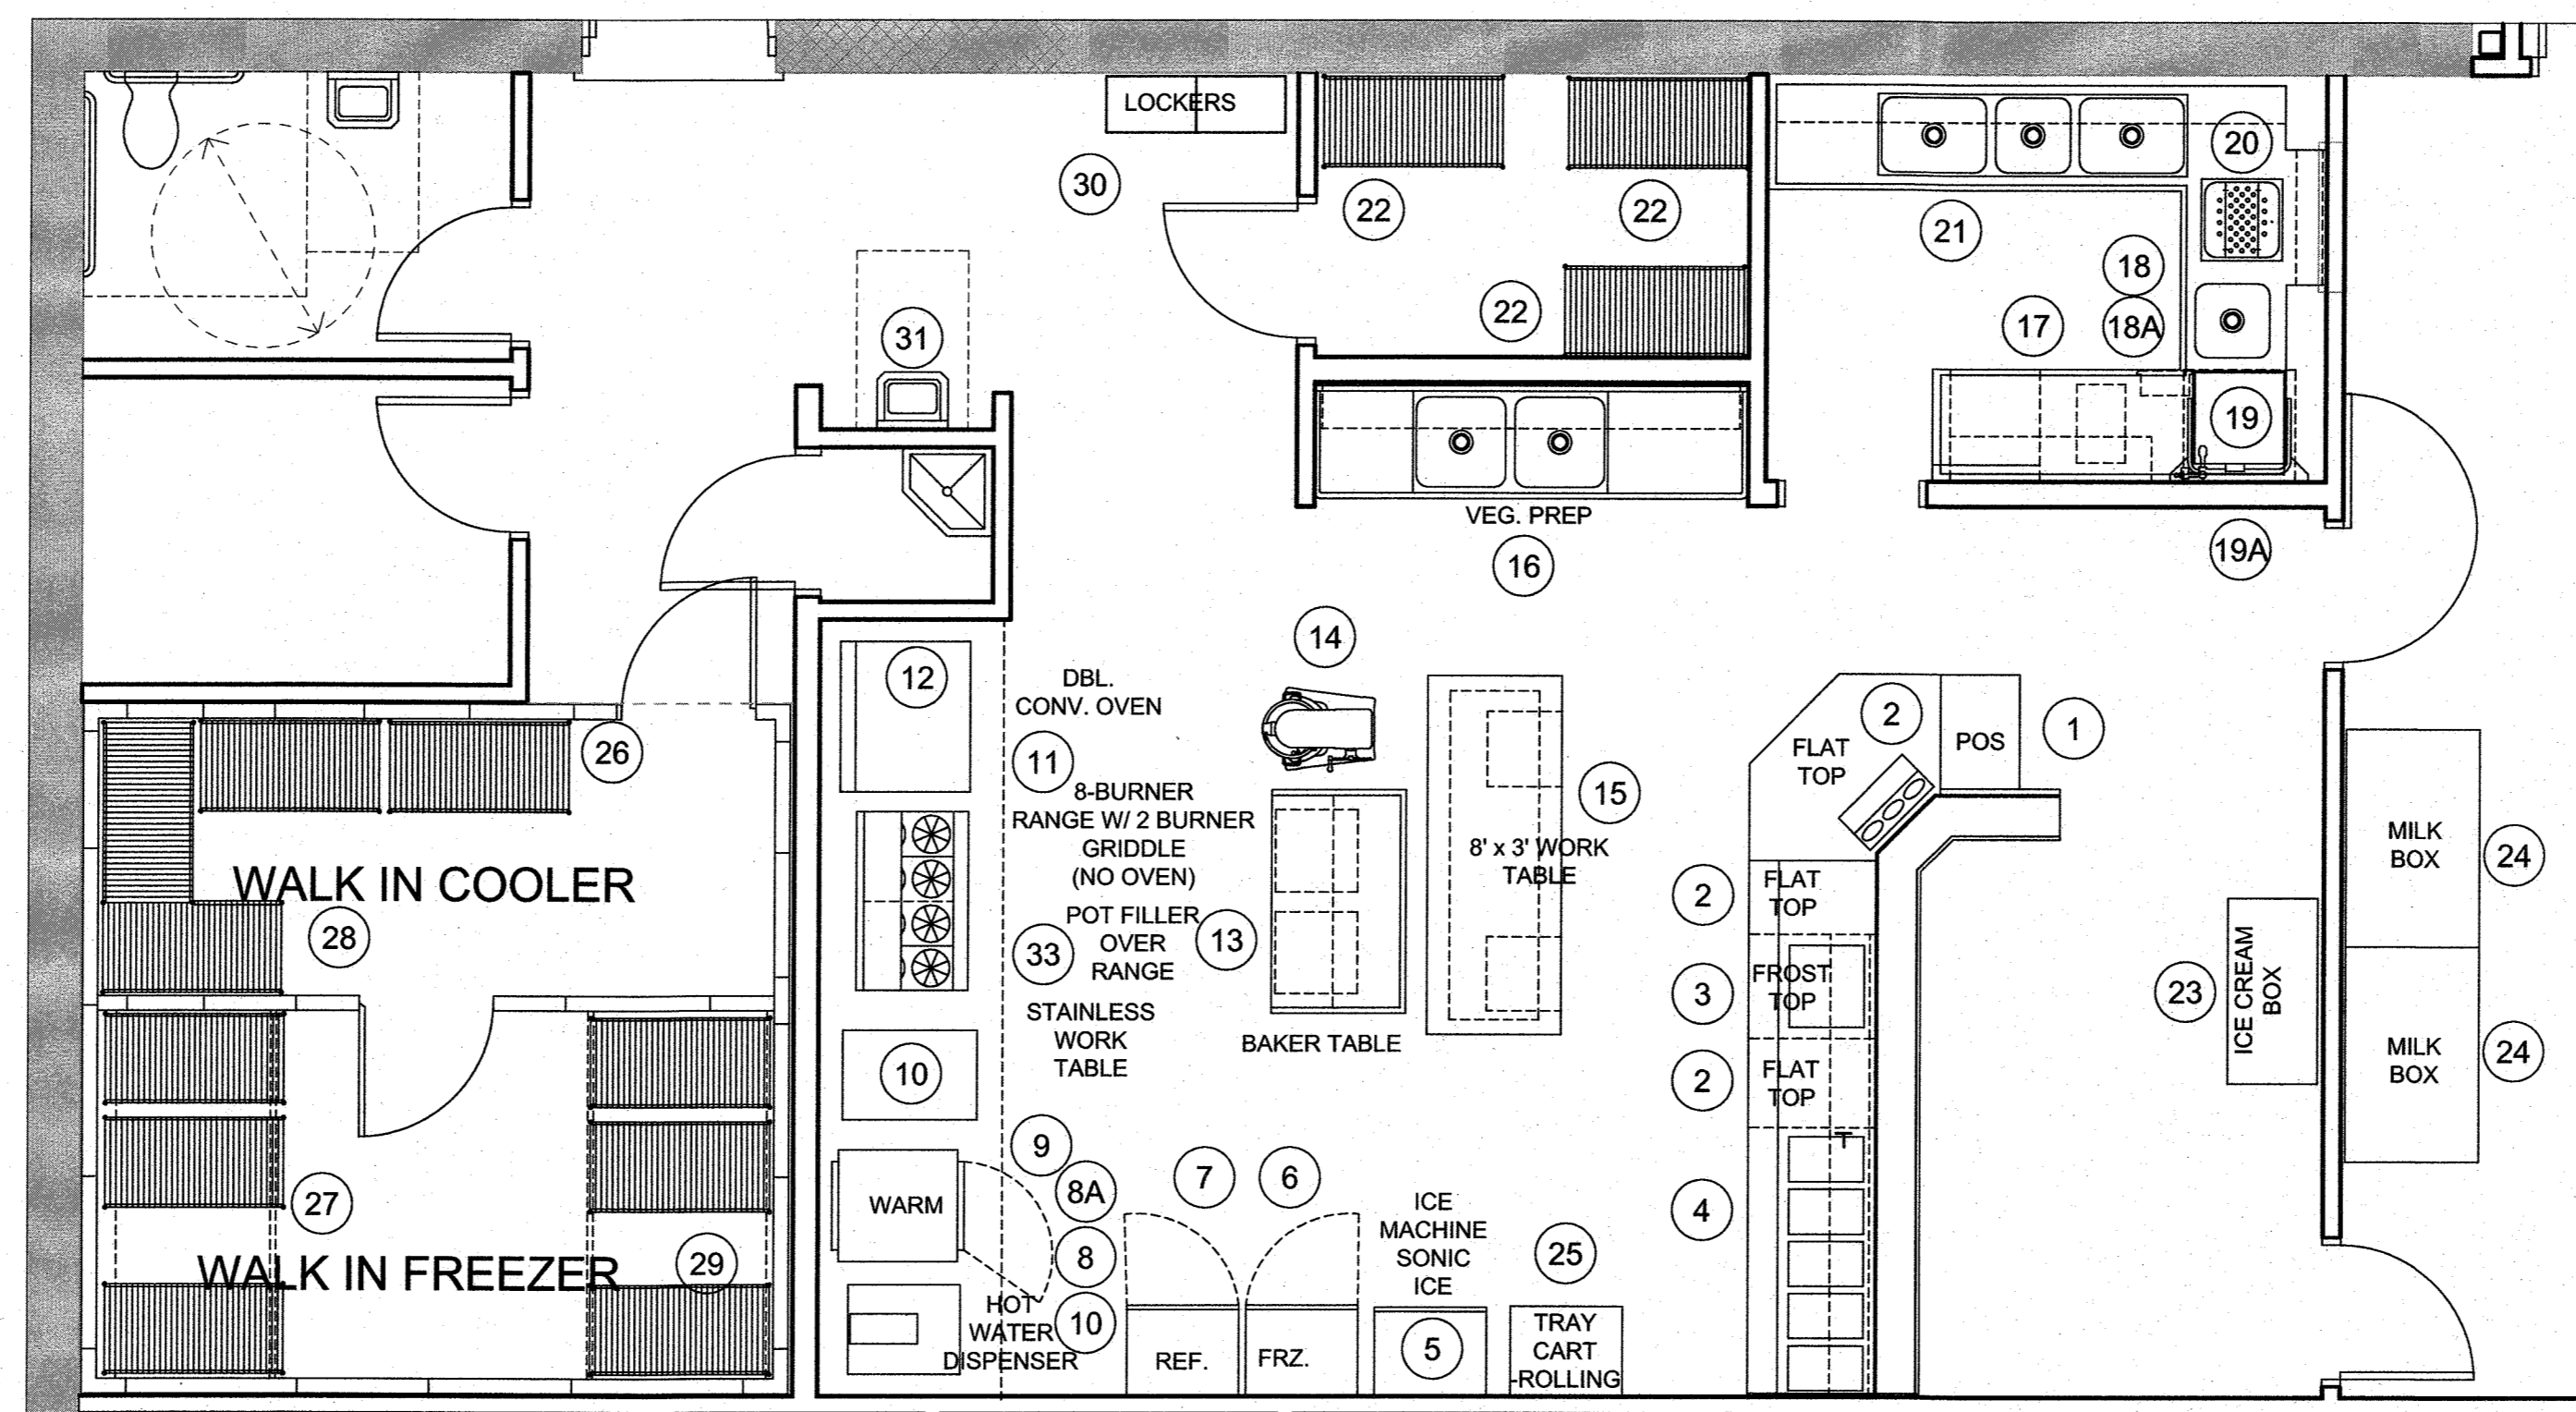 LOCKERS
30
22
22
22
20
21
18
18A
17
19
19A
31
VEG. PREP
16
14
12
DBL.
CONV. OVEN
11
8-BURNER
RANGE W/ 2 BURNER
GRIDDLE
(NO OVEN)
33
POT FILLER
OVER
RANGE
STAINLESS
WORK
TABLE
10
13
BAKER TABLE
15
8' x 3' WORK
TABLE
2
FLAT
TOP
POS
1
2
FLAT
TOP
3
FROST
TOP
2
FLAT
TOP
4
MILK
BOX
24
MILK
BOX
24
23
ICE CREAM
BOX
26
WALK IN COOLER
28
27
WALK IN FREEZER
29
9
8A
8
10
WARM
HOT
WATER
DISPENSER
7
6
REF.
FRZ.
ICE
MACHINE
SONIC
ICE
5
25
TRAY
CART
-ROLLING